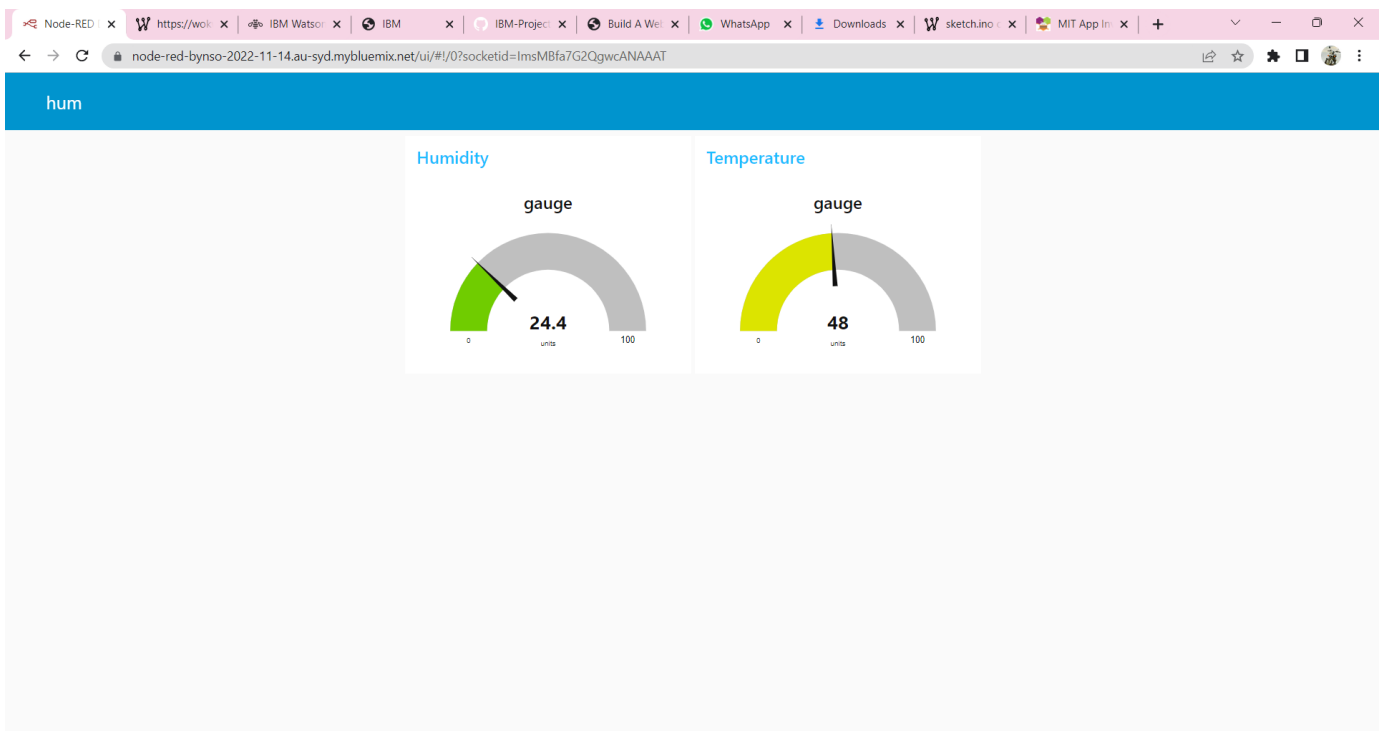 Node-RED
https://wok
IBM Watson
IBM
IBM-Project
Build A Wel
WhatsApp
Downloads
sketch.ino
MIT App In
node-red-bynso-2022-11-14.au-syd.mybluemix.net/ui/#!/0?socketid=ImsMBfa7G2QgwcANAAAT
hum
Humidity
gauge
24.4
units
0
100
Temperature
gauge
48
units
0
100